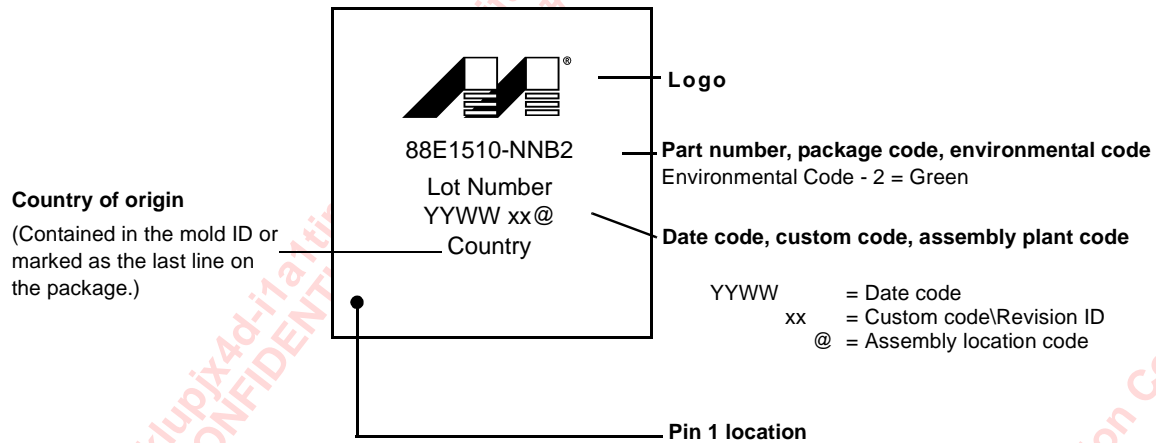 ®
Logo
88E1510-NNB2
Part number, package code, environmental code
Environmental Code - 2 = Green
Lot Number
YYWW xx@
Country
Country of origin
(Contained in the mold ID or
marked as the last line on
the package.)
Date code, custom code, assembly plant code
YYWW = Date code
xx = Custom code\Revision ID
@ = Assembly location code
Pin 1 location